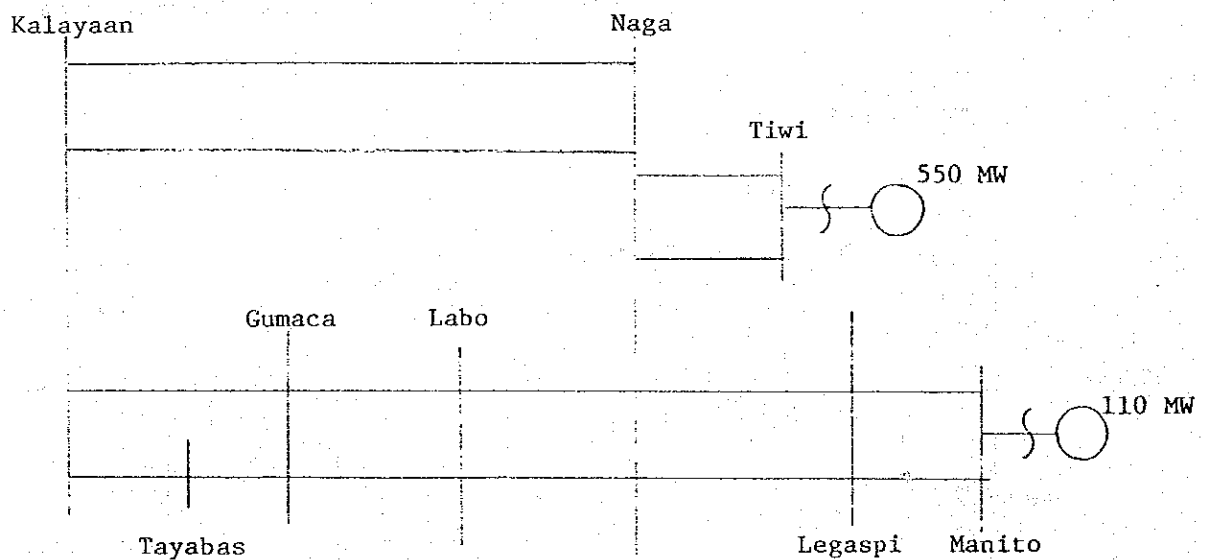 Kalayaan Naga
Tiwi
550 MW
Gumaca Labo
110 MW
Tayabas Legaspi Manito